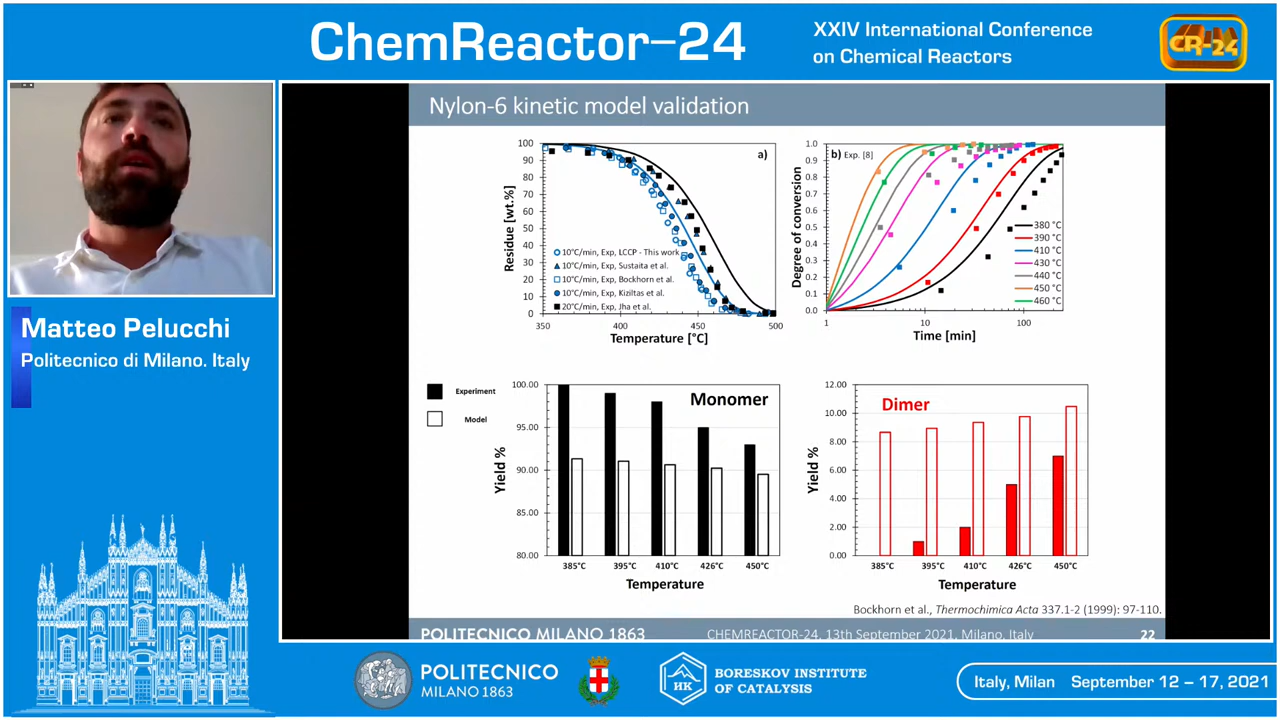 ChemReactor–24
XXIV International Conference
on Chemical Reactors
CR-24
Matteo Pelucchi
Politecnico di Milano. Italy
Nylon-6 kinetic model validation
100
90
80
70
60
50
40
30
20
10
0
350
400
450
500
Residue [wt.%]
Temperature [°C]
a)
10°C/min, Exp, LCCP - This work
10°C/min, Exp, Sustaita et al.
10°C/min, Exp, Bockhorn et al.
10°C/min, Exp, Kiziltas et al.
20°C/min, Exp, Jha et al.
1.0
0.9
0.8
0.7
0.6
0.5
0.4
0.3
0.2
0.1
0.0
1
10
100
Degree of conversion
Time [min]
b) Exp. [8]
380 °C
390 °C
410 °C
430 °C
440 °C
450 °C
460 °C
Experiment
Model
100.00
95.00
90.00
85.00
80.00
Yield %
Monomer
385°C
395°C
410°C
426°C
450°C
Temperature
12.00
10.00
8.00
6.00
4.00
2.00
0.00
Yield %
Dimer
385°C
395°C
410°C
426°C
450°C
Temperature
Bockhorn et al., Thermochimica Acta 337.1-2 (1999): 97-110.
POLITECNICO MILANO 1863
CHEMREACTOR-24, 13th September 2021, Milano, Italy
22
POLITECNICO
MILANO 1863
HK
BORESKOV INSTITUTE
OF CATALYSIS
Italy, Milan September 12 – 17, 2021